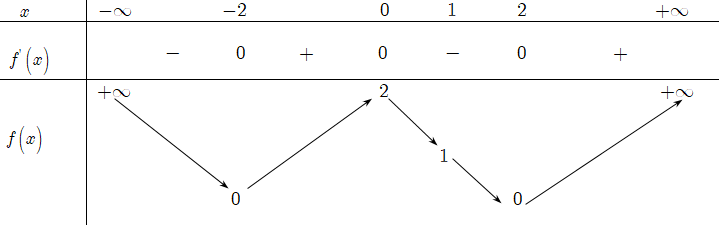 x −∞ −2 0 1 2 +∞
f'(x) − 0 + 0 − 0 +
+∞ 2 +∞
f(x)
1
0 0